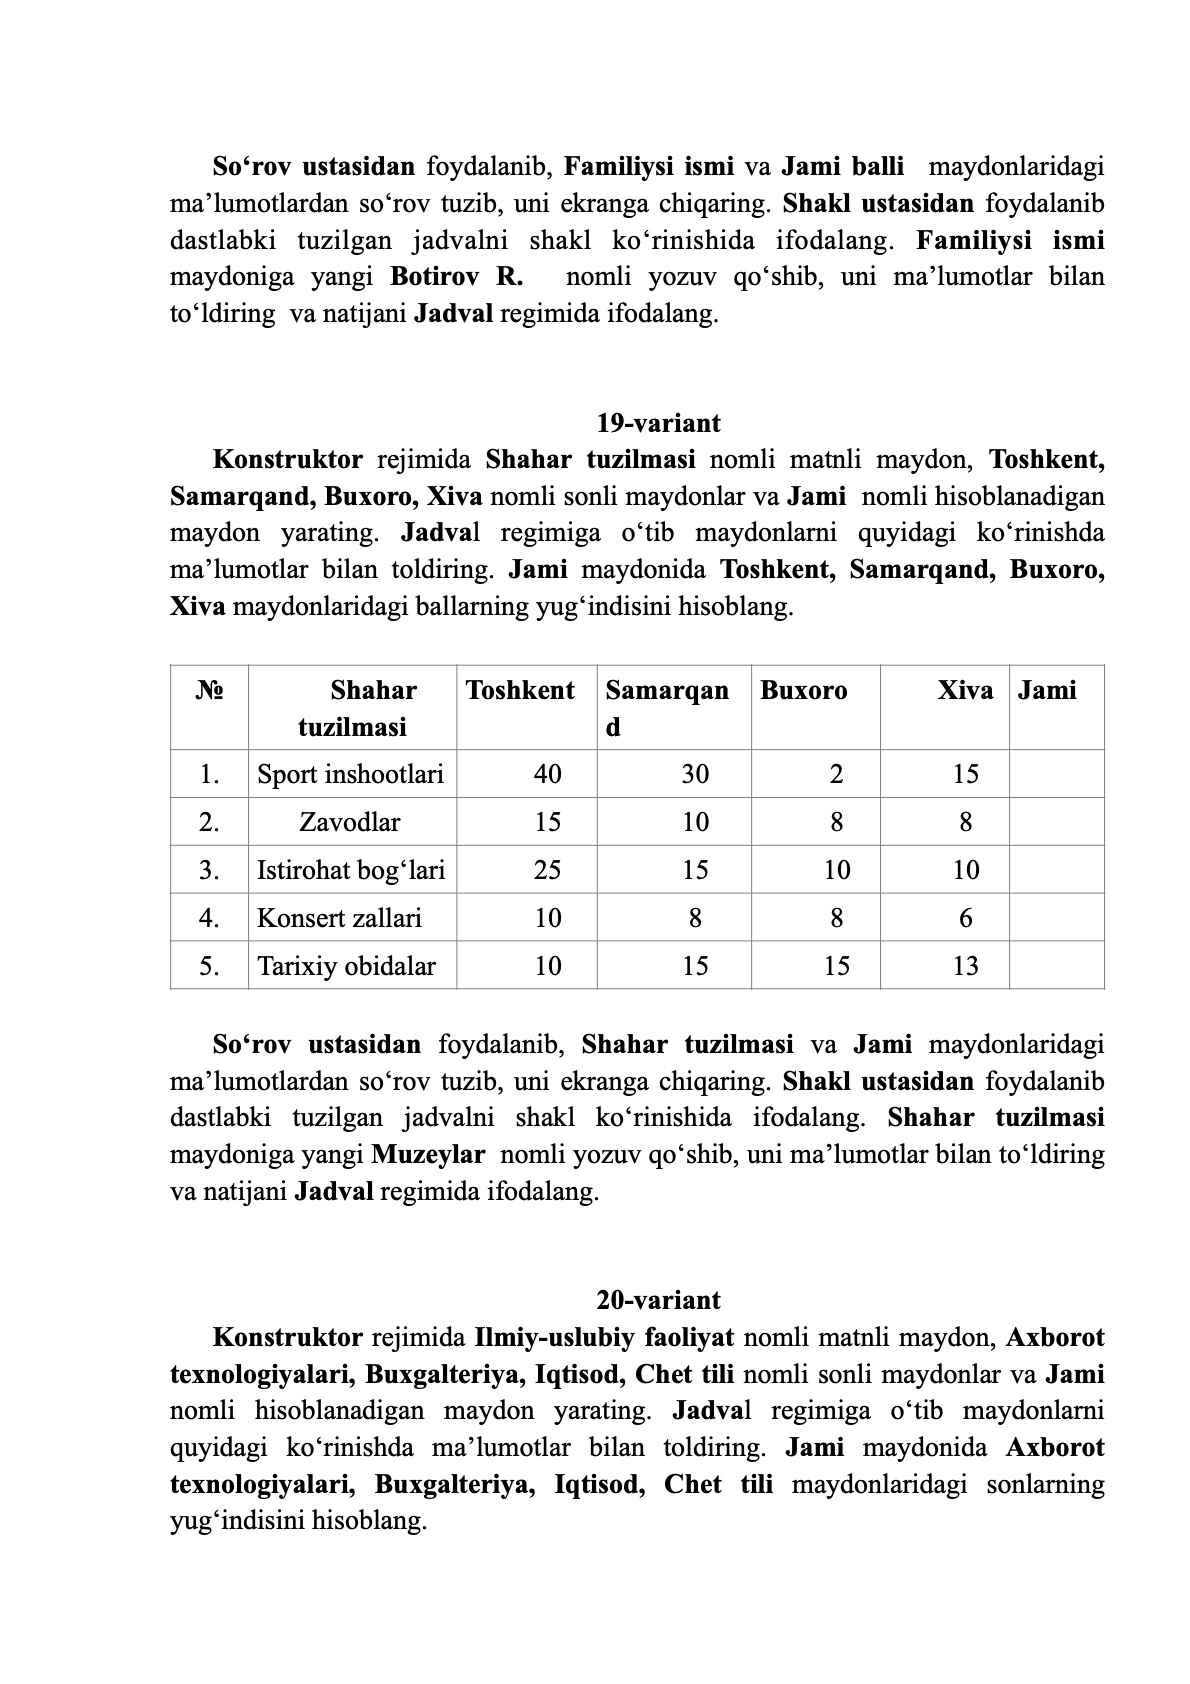 So‘rov ustasidan foydalanib, Familiysi ismi va Jami balli maydonlaridagi
ma’lumotlardan so‘rov tuzib, uni ekranga chiqaring. Shakl ustasidan foydalanib
dastlabki tuzilgan jadvalni shakl ko‘rinishida ifodalang. Familiysi ismi
maydoniga yangi Botirov R. nomli yozuv qo‘shib, uni ma’lumotlar bilan
to‘ldiring va natijani Jadval regimida ifodalang.
19-variant
Konstruktor rejimida Shahar tuzilmasi nomli matnli maydon, Toshkent,
Samarqand, Buxoro, Xiva nomli sonli maydonlar va Jami nomli hisoblanadigan
maydon yarating. Jadval regimiga o‘tib maydonlarni quyidagi ko‘rinishda
ma’lumotlar bilan toldiring. Jami maydonida Toshkent, Samarqand, Buxoro,
Xiva maydonlaridagi ballarning yug‘indisini hisoblang.
№ Shahar Toshkent Samarqan Buxoro Xiva Jami
tuzilmasi d
1. Sport inshootlari 40 30 2 15
2. Zavodlar 15 10 8 8
3. Istirohat bog‘lari 25 15 10 10
4. Konsert zallari 10 8 8 6
5. Tarixiy obidalar 10 15 15 13
So‘rov ustasidan foydalanib, Shahar tuzilmasi va Jami maydonlaridagi
ma’lumotlardan so‘rov tuzib, uni ekranga chiqaring. Shakl ustasidan foydalanib
dastlabki tuzilgan jadvalni shakl ko‘rinishida ifodalang. Shahar tuzilmasi
maydoniga yangi Muzeylar nomli yozuv qo‘shib, uni ma’lumotlar bilan to‘ldiring
va natijani Jadval regimida ifodalang.
20-variant
Konstruktor rejimida Ilmiy-uslubiy faoliyat nomli matnli maydon, Axborot
texnologiyalari, Buxgalteriya, Iqtisod, Chet tili nomli sonli maydonlar va Jami
nomli hisoblanadigan maydon yarating. Jadval regimiga o‘tib maydonlarni
quyidagi ko‘rinishda ma’lumotlar bilan toldiring. Jami maydonida Axborot
texnologiyalari, Buxgalteriya, Iqtisod, Chet tili maydonlaridagi sonlarning
yug‘indisini hisoblang.